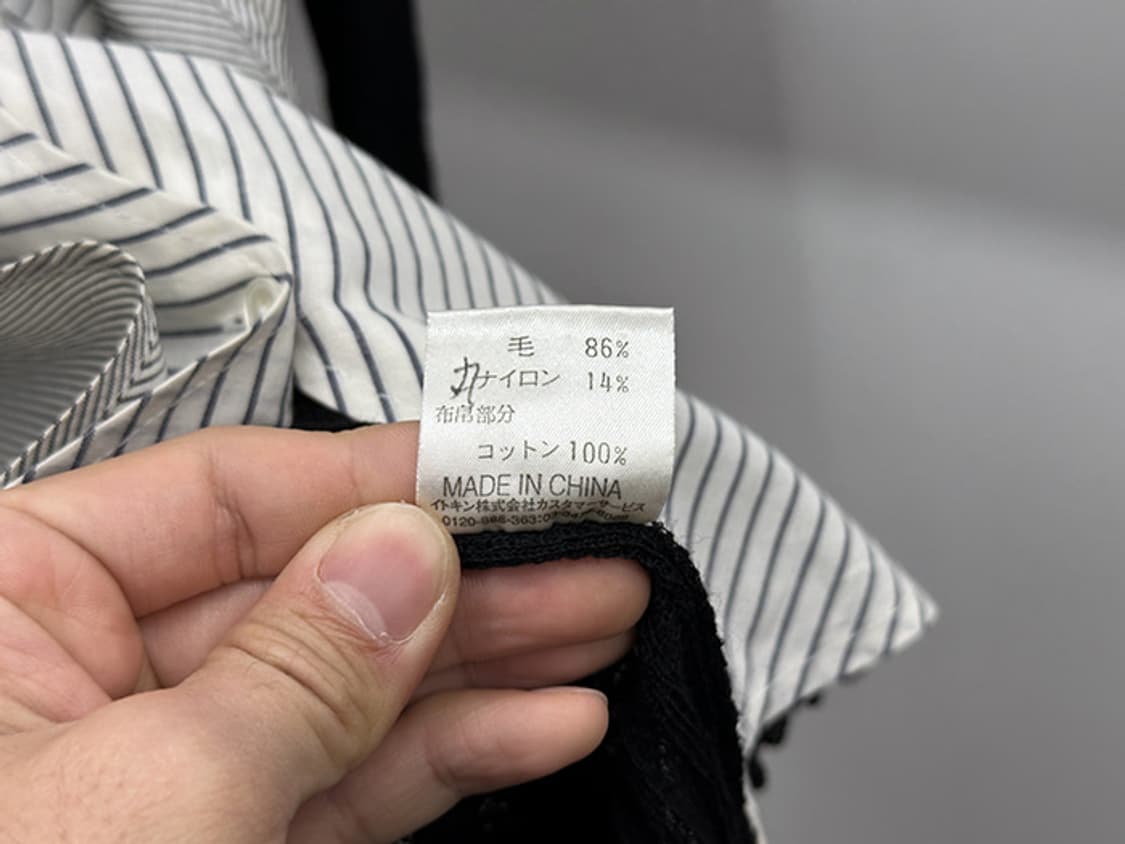 毛 86%
ナイロン 14%
布帛部分
コットン 100%
MADE IN CHINA
イトキン株式会社カスタマーサービス